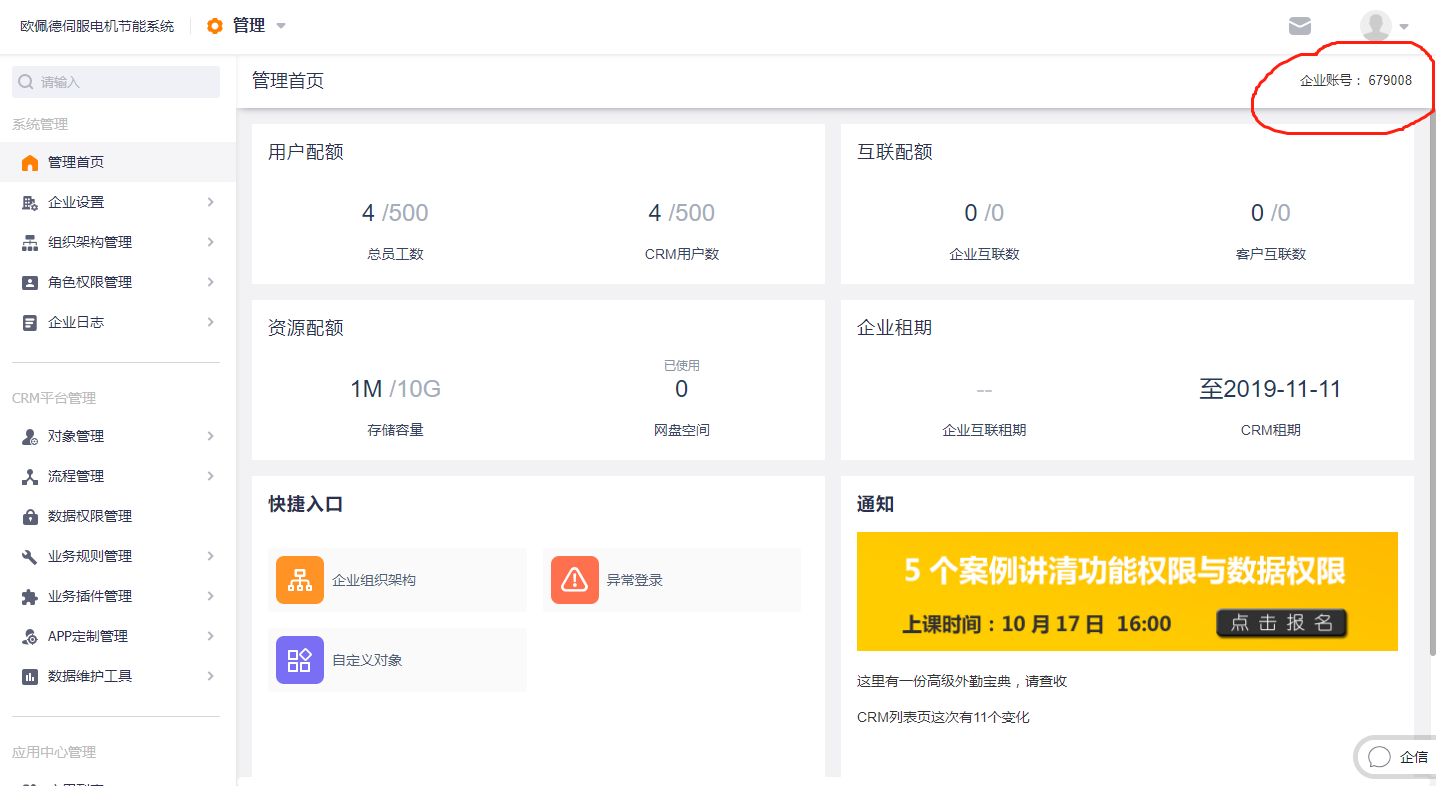 欧佩德伺服电机节能系统
管理
请输入
管理首页
企业账号： 679008
系统管理
管理首页
企业设置
组织架构管理
角色权限管理
企业日志
CRM平台管理
对象管理
流程管理
数据权限管理
业务规则管理
业务插件管理
APP定制管理
数据维护工具
应用中心管理
用户配额
4 /500
总员工数
4 /500
CRM用户数
互联配额
0 /0
企业互联数
0 /0
客户互联数
资源配额
1M /10G
存储容量
已使用
0
网盘空间
企业租期
--
企业互联租期
至2019-11-11
CRM租期
快捷入口
企业组织架构
异常登录
自定义对象
通知
5 个案例讲清功能权限与数据权限
上课时间：10 月 17 日 16:00
点 击 报 名
这里有一份高级外勤宝典，请查收
CRM列表页这次有11个变化
企信